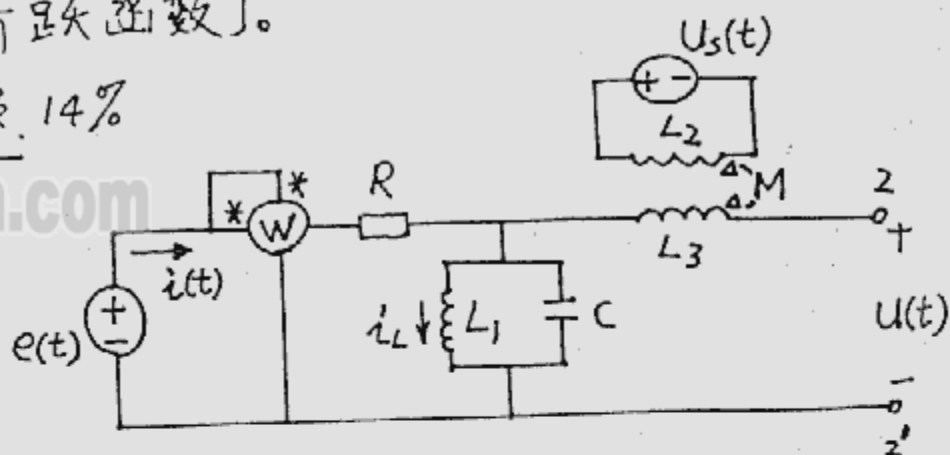 跃函数」。
14%
n.com
Us(t)
+ -
L2
M
R
2
* *
W
+
L3
i(t)
+
-
e(t)
iL
L1
C
U(t)
-
2'